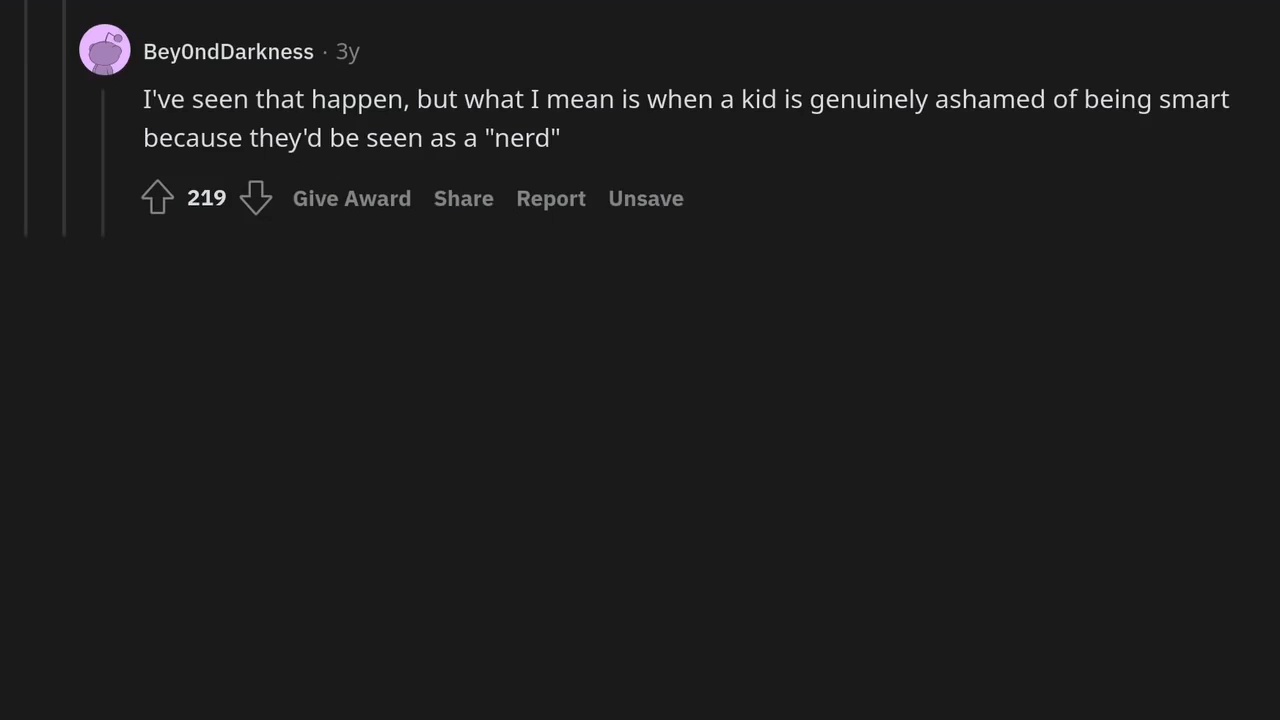 Bey0ndDarkness · 3y
I've seen that happen, but what I mean is when a kid is genuinely ashamed of being smart
because they'd be seen as a "nerd"
219 Give Award Share Report Unsave